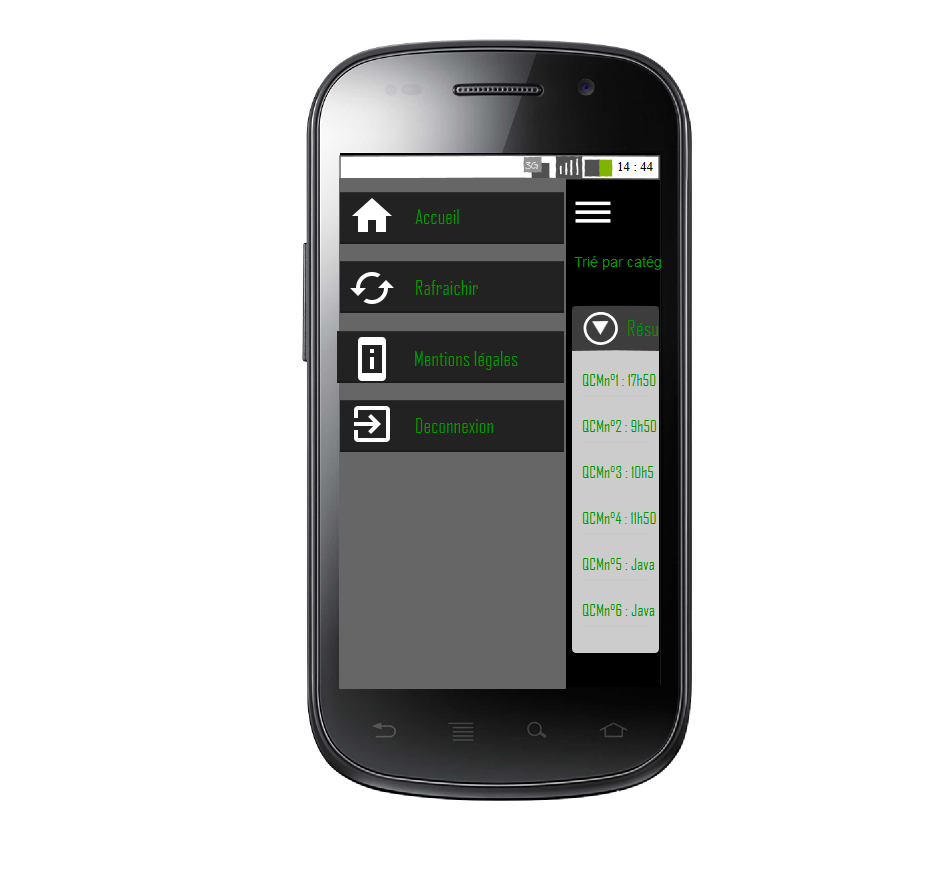 3G 14 : 44
Accueil
Rafraichir
Mentions légales
Deconnexion
Trié par catég
Résu
QCMn°1 : 17h50
QCMn°2 : 9h50
QCMn°3 : 10h5
QCMn°4 : 11h50
QCMn°5 : Java
QCMn°6 : Java